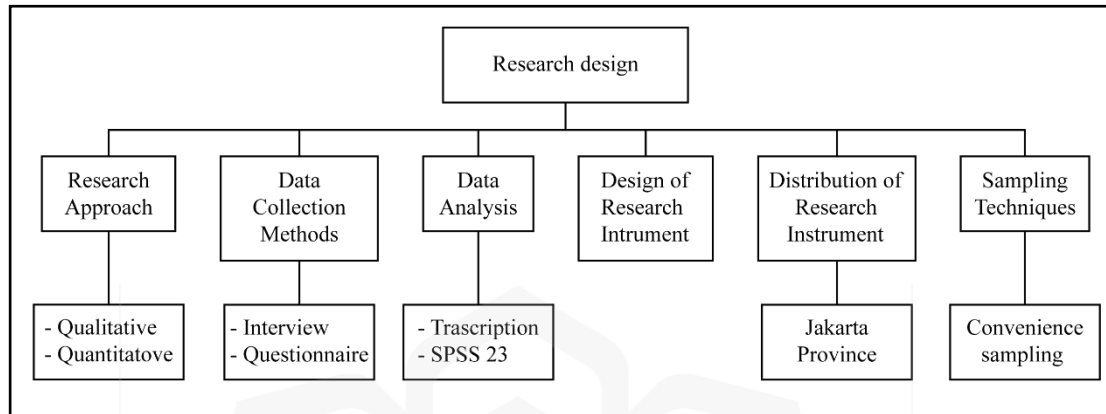 Research design
Research
Approach
Data
Collection
Methods
Data
Analysis
Design of
Research
Intrument
Distribution of
Research
Instrument
Sampling
Techniques
- Qualitative
- Quantitatove
- Interview
- Questionnaire
- Trascription
- SPSS 23
Jakarta
Province
Convenience
sampling